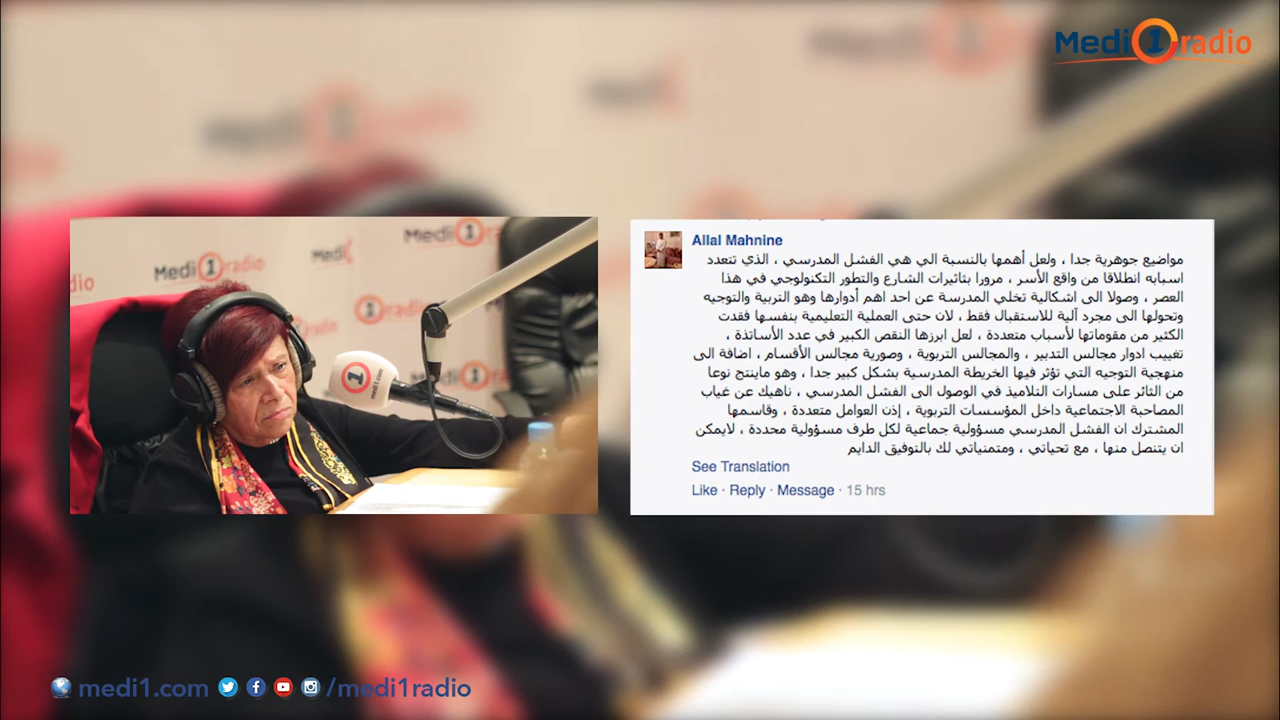 Medi1radio
Medi1radio
Medi1
Medi1
dio
medi1.com
Allal Mahnine
مواضيع جوهرية جدا ، ولعل أهمها بالنسبة الي هي الفشل المدرسي ، الذي تتعدد
اسبابه انطلاقا من واقع الأسر ، مرورا بتاثيرات الشارع والتطور التكنولوجي في هذا
العصر ، وصولا الى اشكالية تخلي المدرسة عن احد اهم أدوارها وهو التربية والتوجيه
وتحولها الى مجرد آلية للاستقبال فقط ، لان حتى العملية التعليمية بنفسها فقدت
الكثير من مقوماتها لأسباب متعددة ، لعل ابرزها النقص الكبير في عدد الأساتذة ،
تغييب ادوار مجالس التدبير ، والمجالس التربوية ، وصورية مجالس الأقسام ، اضافة الى
منهجية التوجيه التي تؤثر فيها الخريطة المدرسية بشكل كبير جدا ، وهو ماينتج نوعا
من التاثر على مسارات التلاميذ في الوصول الى الفشل المدرسي ، ناهيك عن غياب
المصاحبة الاجتماعية داخل المؤسسات التربوية ، إذن العوامل متعددة ، وقاسمها
المشترك ان الفشل المدرسي مسؤولية جماعية لكل طرف مسؤولية محددة ، لايمكن
ان يتنصل منها ، مع تحياتي ، ومتمنياتي لك بالتوفيق الدايم
See Translation
Like · Reply · Message · 15 hrs
medi1.com /medi1radio